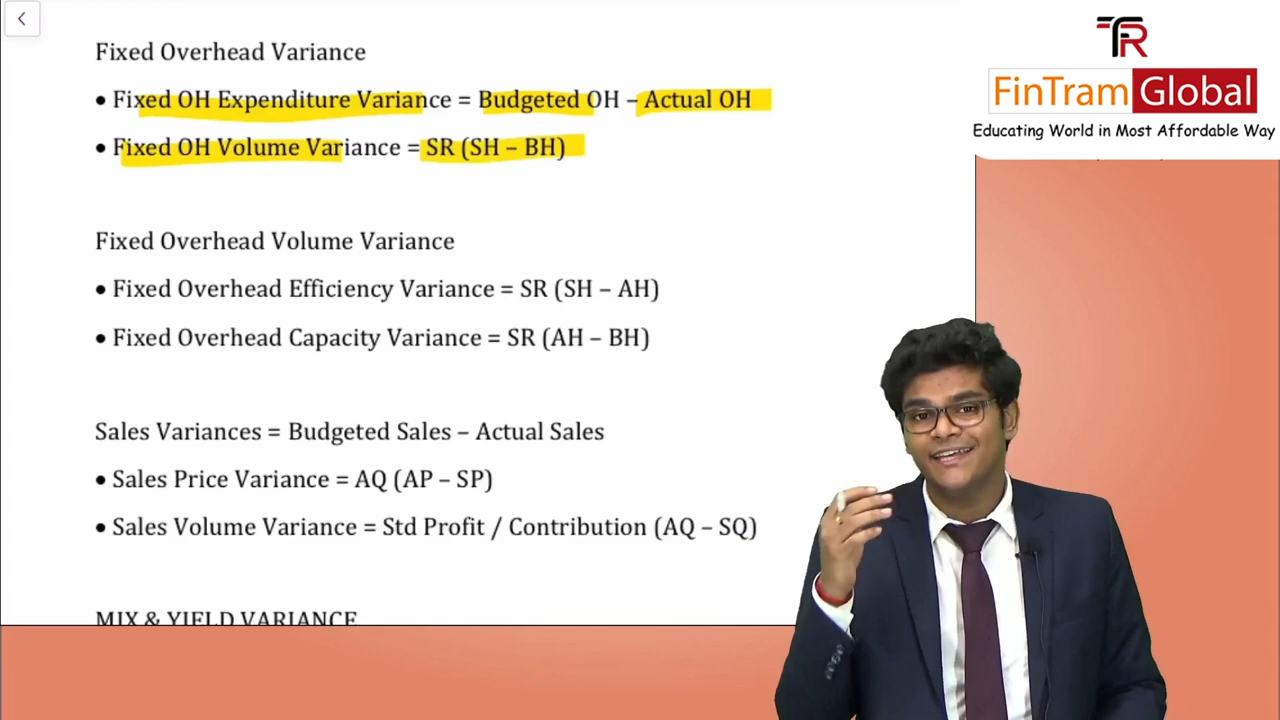 Fixed Overhead Variance
• Fixed OH Expenditure Variance = Budgeted OH – Actual OH
• Fixed OH Volume Variance = SR (SH – BH)
Fixed Overhead Volume Variance
• Fixed Overhead Efficiency Variance = SR (SH – AH)
• Fixed Overhead Capacity Variance = SR (AH – BH)
Sales Variances = Budgeted Sales – Actual Sales
• Sales Price Variance = AQ (AP – SP)
• Sales Volume Variance = Std Profit / Contribution (AQ – SQ)
MIX & YIELD VARIANCE
TR
FinTram Global
Educating World in Most Affordable Way